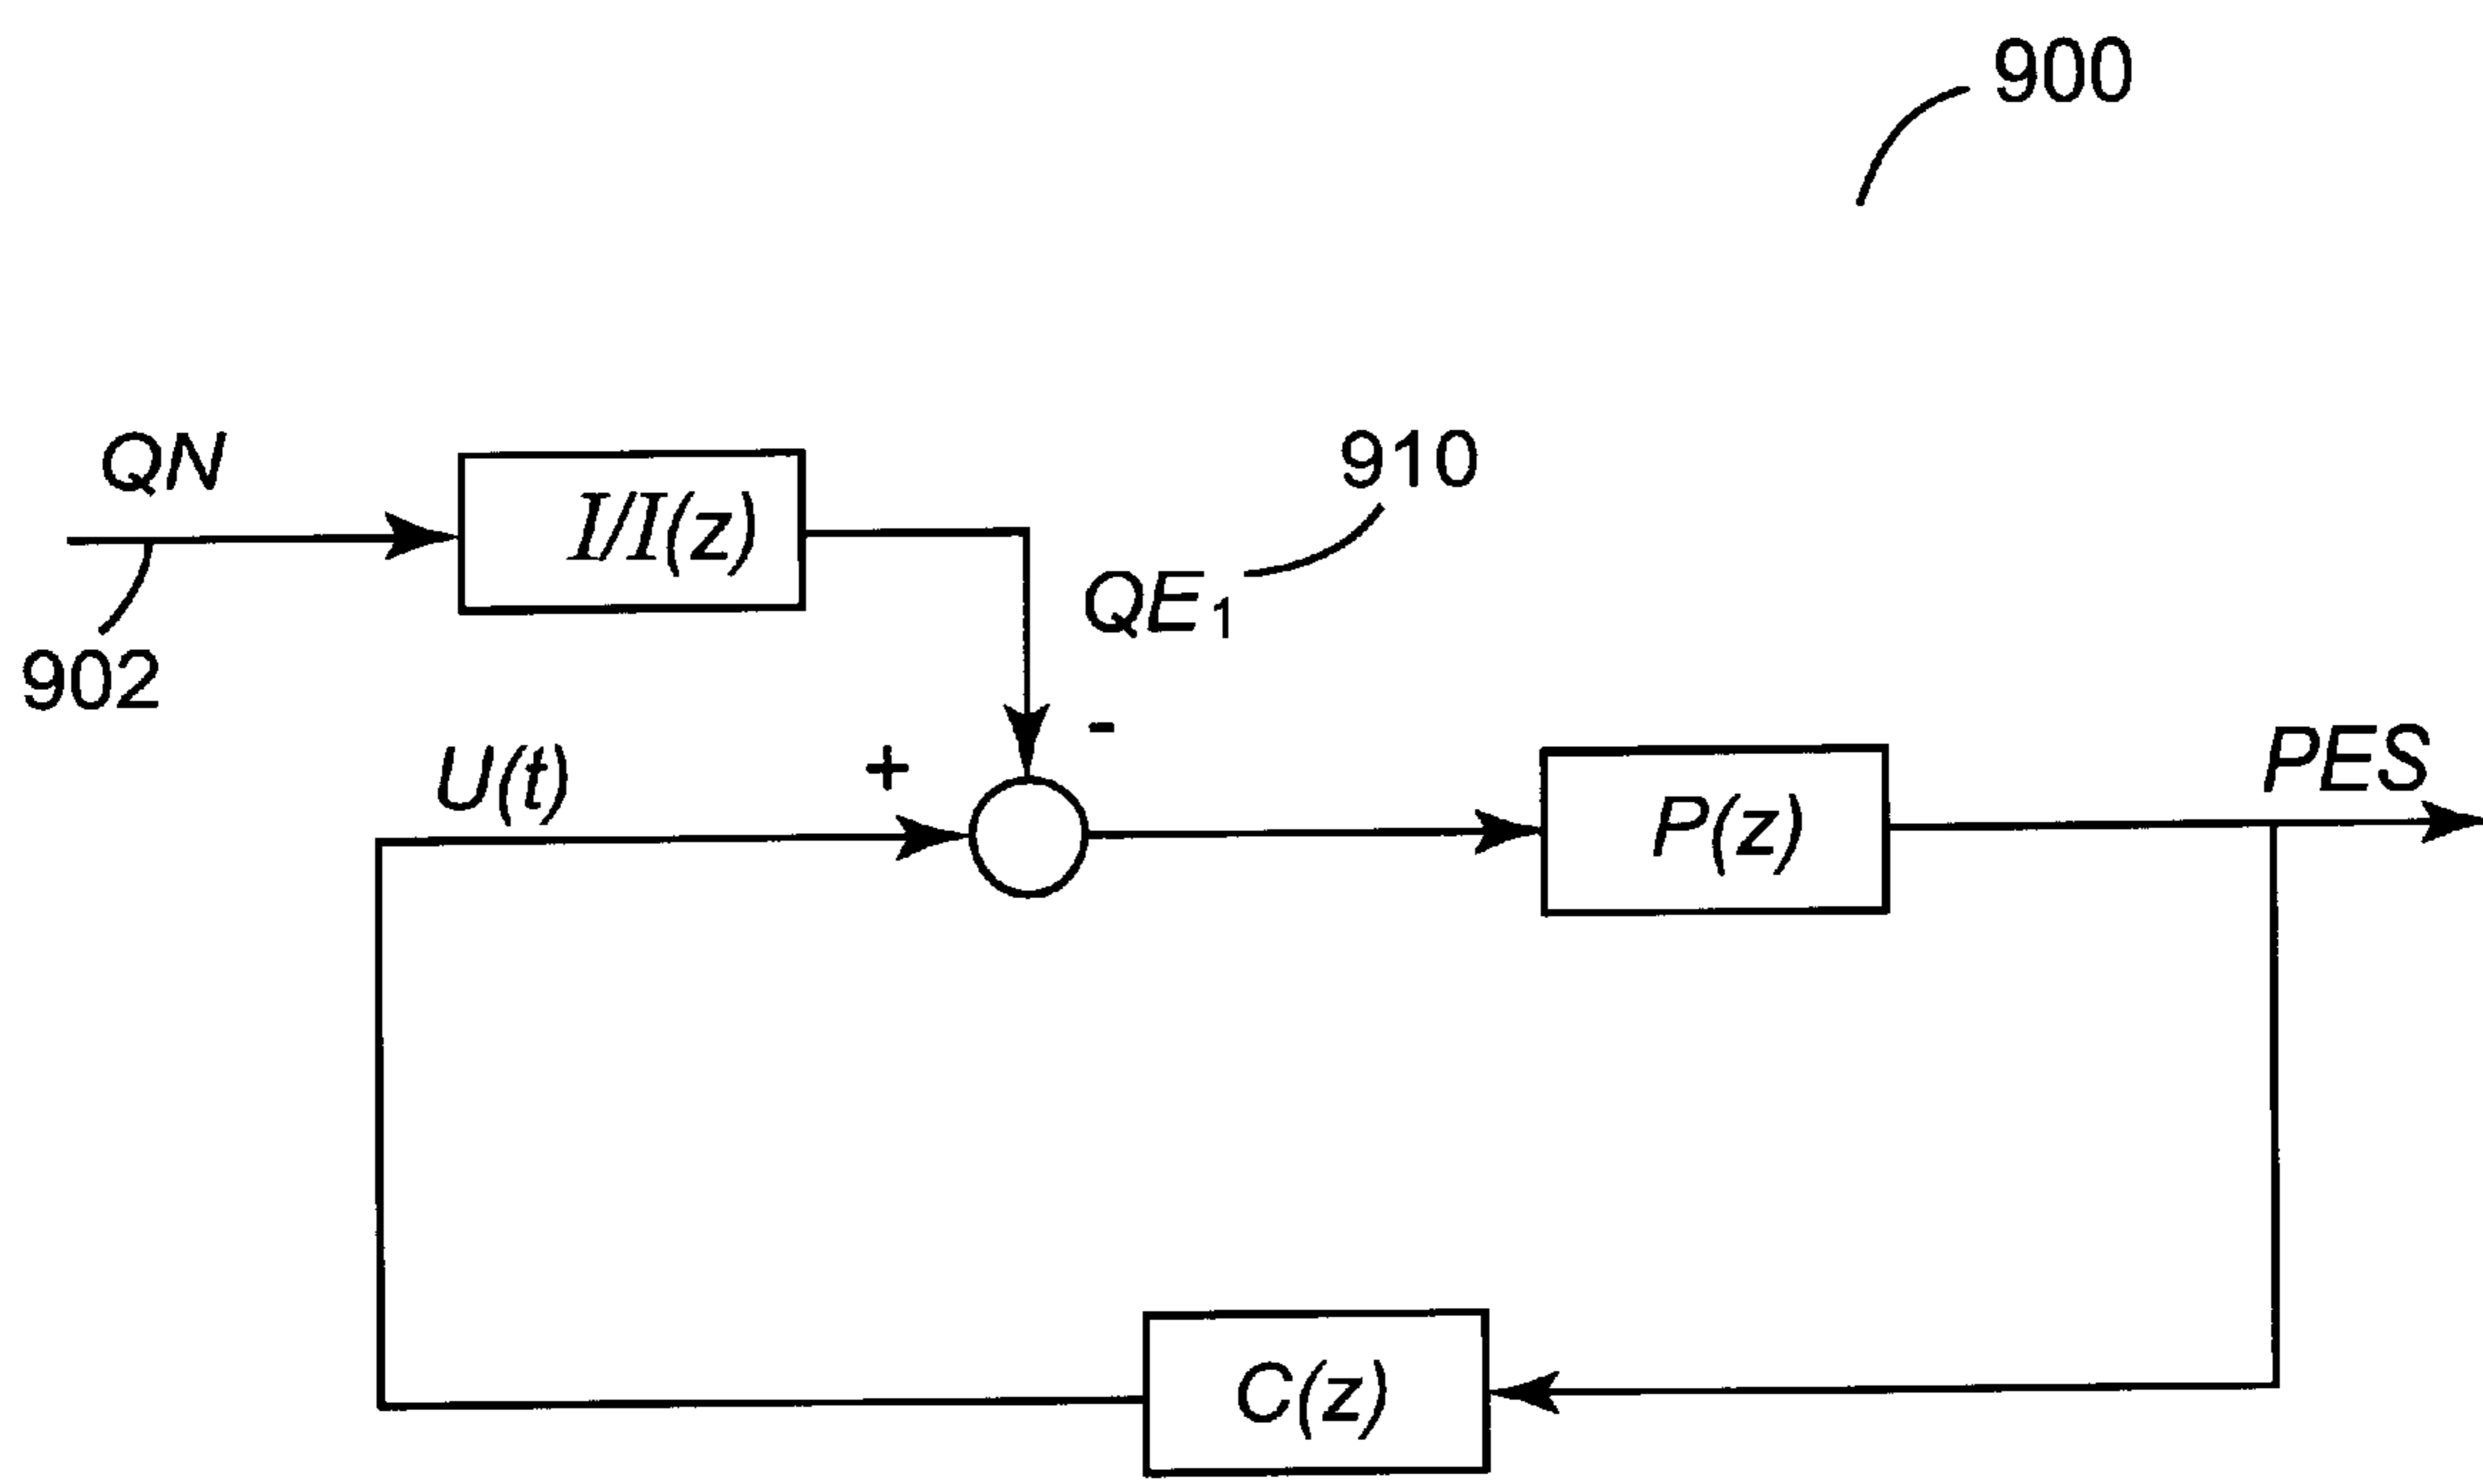 900
QN
I/I(z)
910
QE1
902
U(t)
+
-
P(z)
PES
C(z)